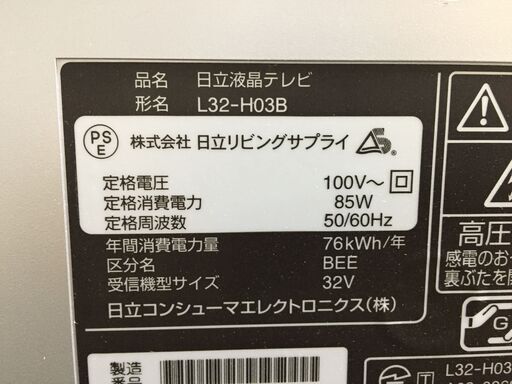 品名 日立液晶テレビ
形名 L32-H03B
PS
E
株式会社 日立リビングサプライ
定格電圧 100V～
定格消費電力 85W
定格周波数 50/60Hz
年間消費電力量 76kWh/年
区分名 BEE
受信機型サイズ 32V
日立コンシューマエレクトロニクス(株)
高圧
感電のお
裏ぶたを
G
製造
番号
L32-H03